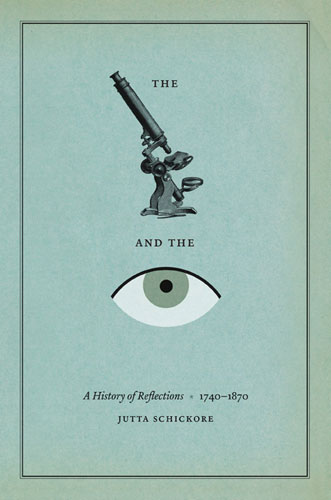 THE
AND THE
A History of Reflections • 1740–1870
JUTTA SCHICKORE